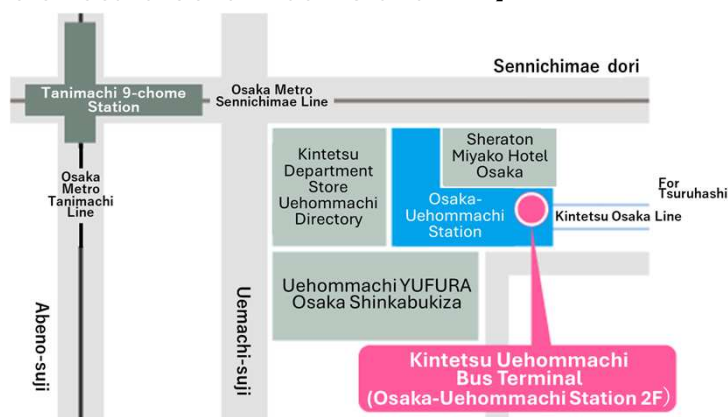 Sennichimae dori
Tanimachi 9-chome
Station
Osaka Metro
Sennichimae Line
Kintetsu
Department
Store
Uehommachi
Directory
Sheraton
Miyako Hotel
Osaka
Osaka
Metro
Tanimachi
Line
Osaka-
Uehommachi
Station
For
Tsuruhashi
Kintetsu Osaka Line
Uehommachi YUFURA
Osaka Shinkabukiza
Abeno-suji
Uemachi-suji
Kintetsu Uehommachi
Bus Terminal
(Osaka-Uehommachi Station 2F)